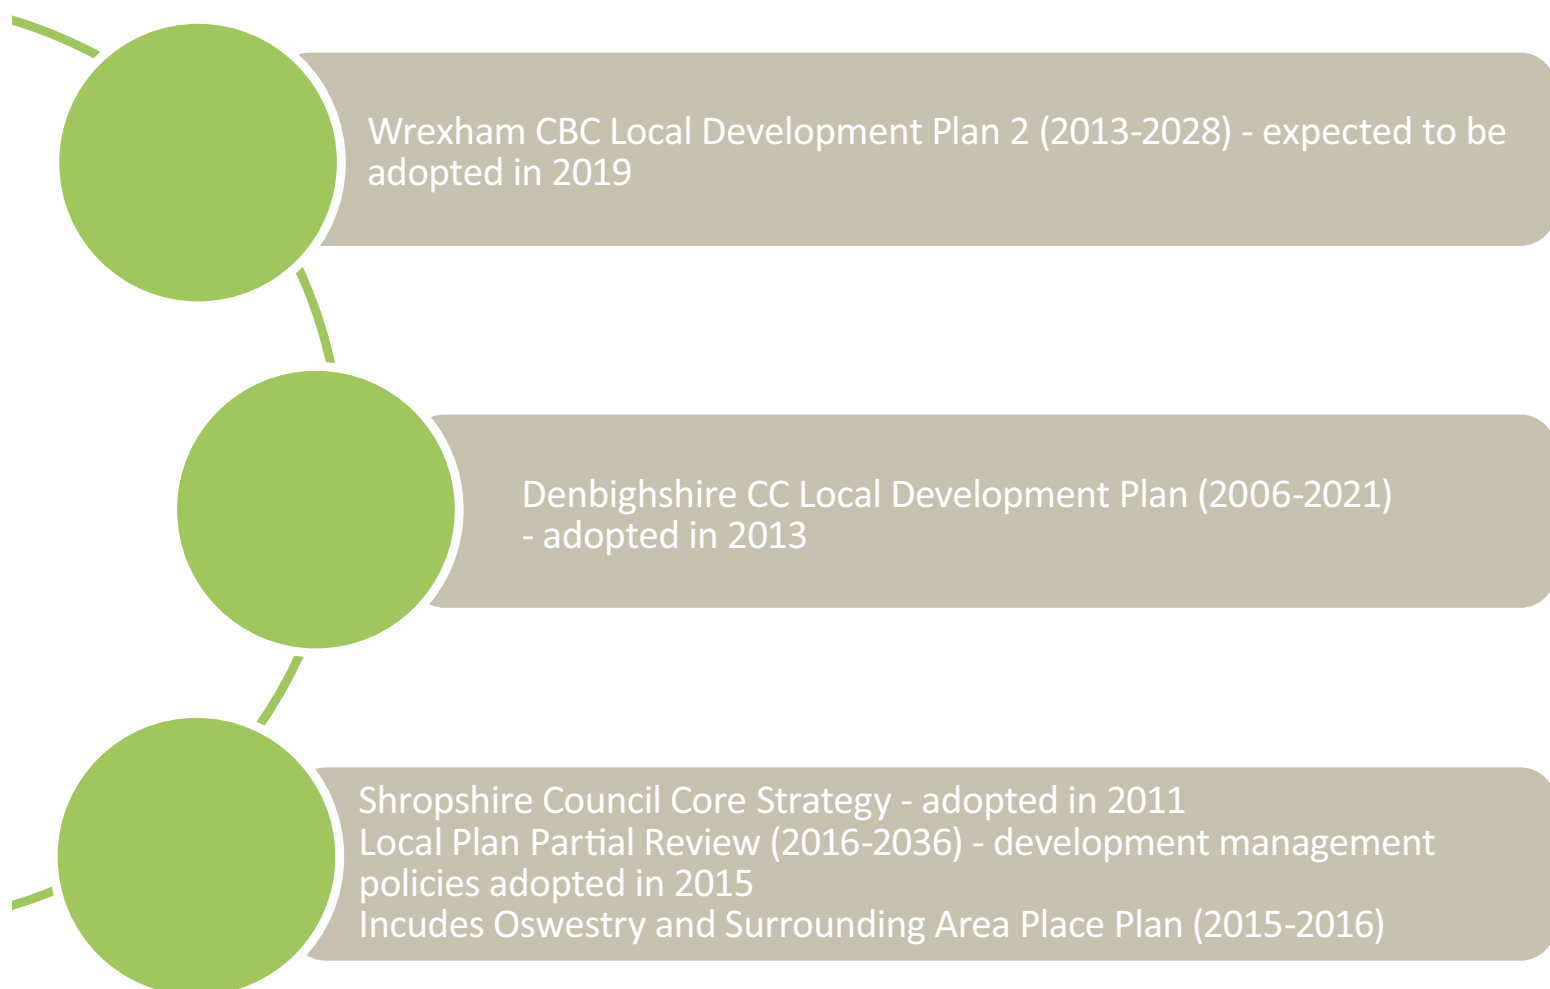 Wrexham CBC Local Development Plan 2 (2013-2028) - expected to be
adopted in 2019
Denbighshire CC Local Development Plan (2006-2021)
- adopted in 2013
Shropshire Council Core Strategy - adopted in 2011
Local Plan Partial Review (2016-2036) - development management
policies adopted in 2015
Incudes Oswestry and Surrounding Area Place Plan (2015-2016)